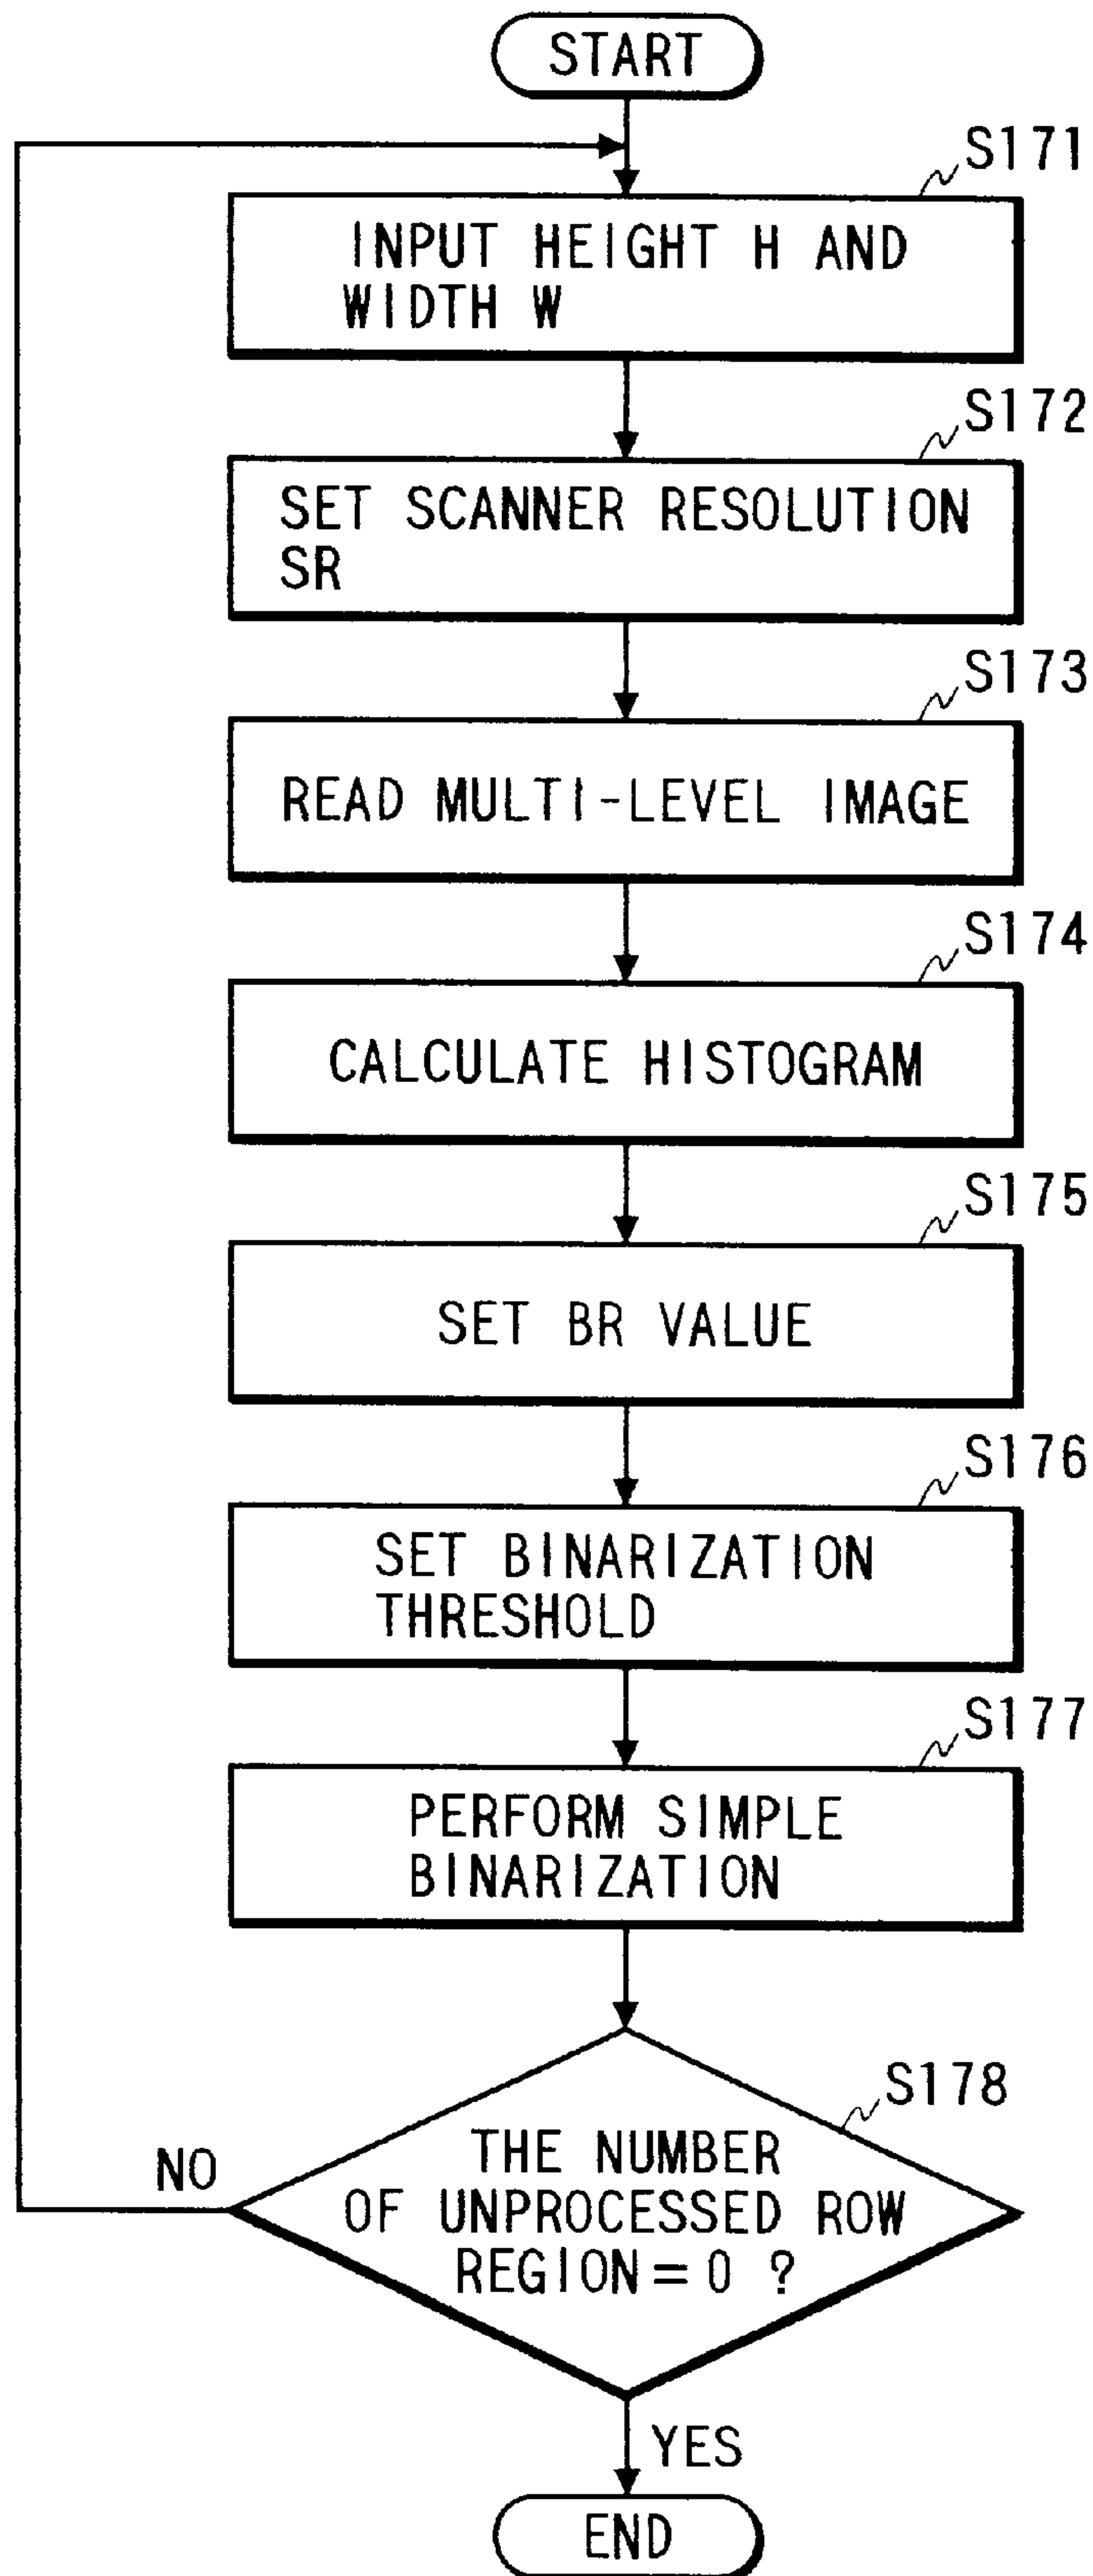 START
S171
INPUT HEIGHT H AND
WIDTH W
S172
SET SCANNER RESOLUTION
SR
S173
READ MULTI-LEVEL IMAGE
S174
CALCULATE HISTOGRAM
S175
SET BR VALUE
S176
SET BINARIZATION
THRESHOLD
S177
PERFORM SIMPLE
BINARIZATION
S178
THE NUMBER
OF UNPROCESSED ROW
REGION=0 ?
NO
YES
END